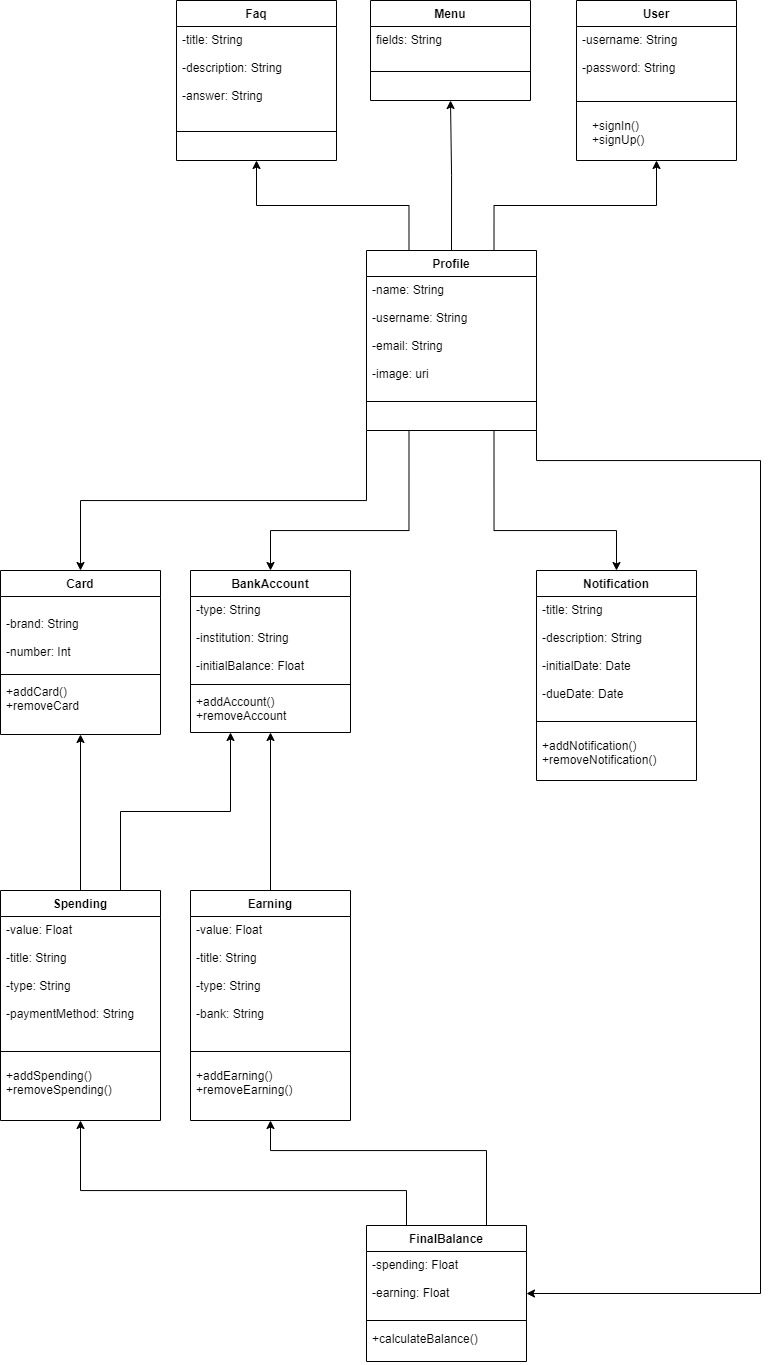 Faq
-title: String
-description: String
-answer: String
Menu
fields: String
User
-username: String
-password: String
+signIn()
+signUp()
Profile
-name: String
-username: String
-email: String
-image: uri
Card
-brand: String
-number: Int
+addCard()
+removeCard
BankAccount
-type: String
-institution: String
-initialBalance: Float
+addAccount()
+removeAccount
Notification
-title: String
-description: String
-initialDate: Date
-dueDate: Date
+addNotification()
+removeNotification()
Spending
-value: Float
-title: String
-type: String
-paymentMethod: String
+addSpending()
+removeSpending()
Earning
-value: Float
-title: String
-type: String
-bank: String
+addEarning()
+removeEarning()
FinalBalance
-spending: Float
-earning: Float
+calculateBalance()